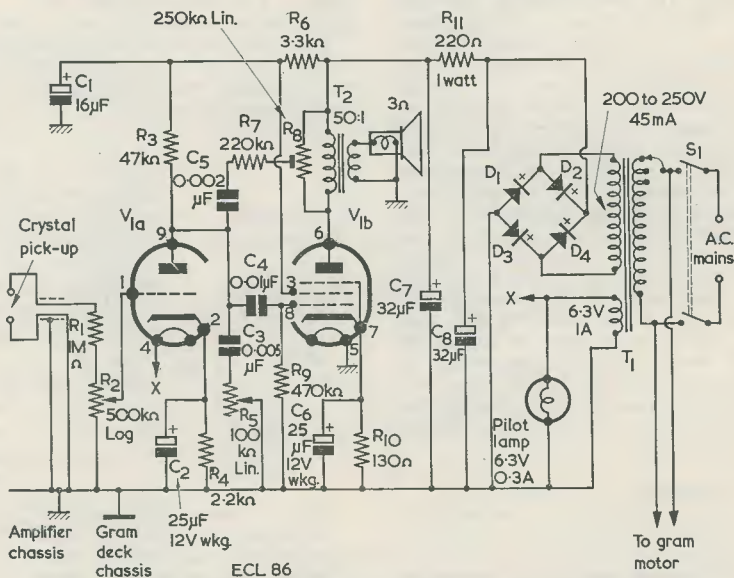 250kΩ Lin.
R6
3·3kΩ
R11
220Ω
1 watt
C1
16µF
R3
47kΩ
R7
220kΩ
C5
0·002
µF
R8
T2
50:1
3Ω
200 to 250V
45mA
D1
D2
D3
D4
S1
A.C.
mains
Crystal
pick-up
V1a
9
1
2
4
X
V1b
6
3
8
7
5
C4
0·01µF
C3
0·005
µF
C7
32µF
C8
32µF
X
6·3V
1A
T1
R1
1M
Ω
R2
500kΩ
Log
R5
100
kΩ
Lin.
R9
470kΩ
C6
25
µF
12V
wkg.
R10
130Ω
Pilot
lamp
6·3V
0·3A
C2
25µF
12V wkg.
R4
2·2kΩ
Amplifier
chassis
Gram
deck
chassis
ECL 86
To gram
motor